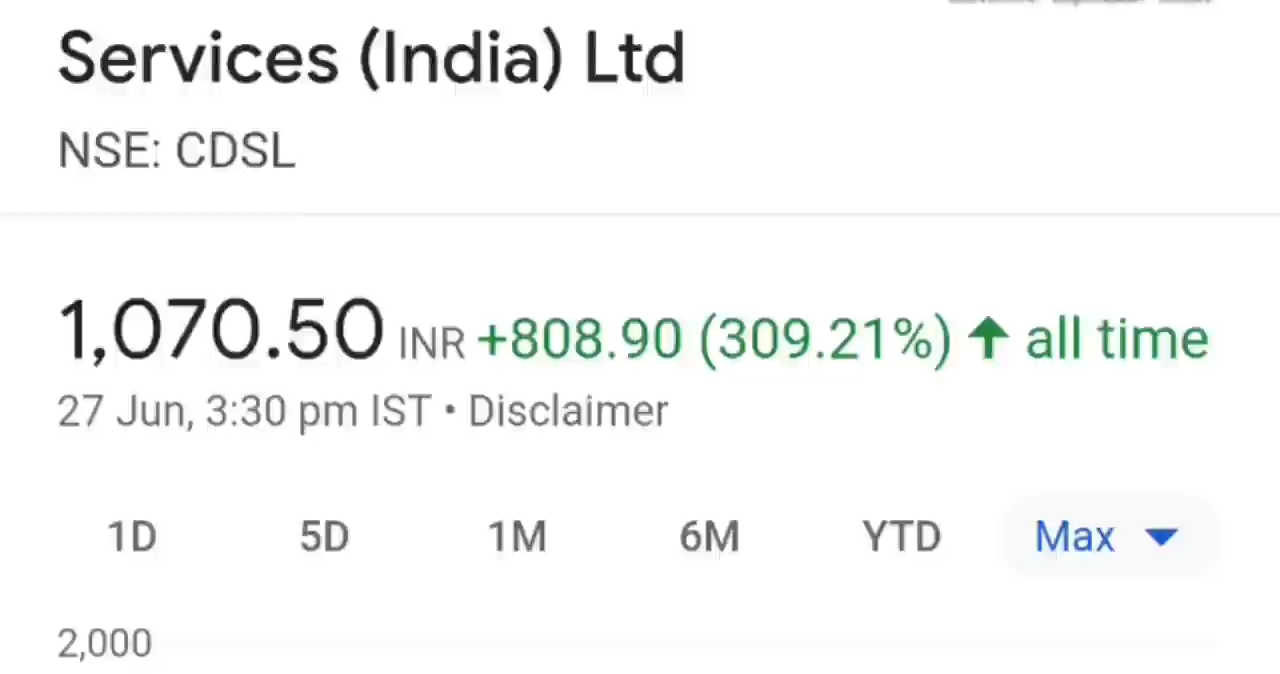 Services (India) Ltd
NSE: CDSL
1,070.50 INR +808.90 (309.21%) ↑ all time
27 Jun, 3:30 pm IST • Disclaimer
1D 5D 1M 6M YTD Max
2,000